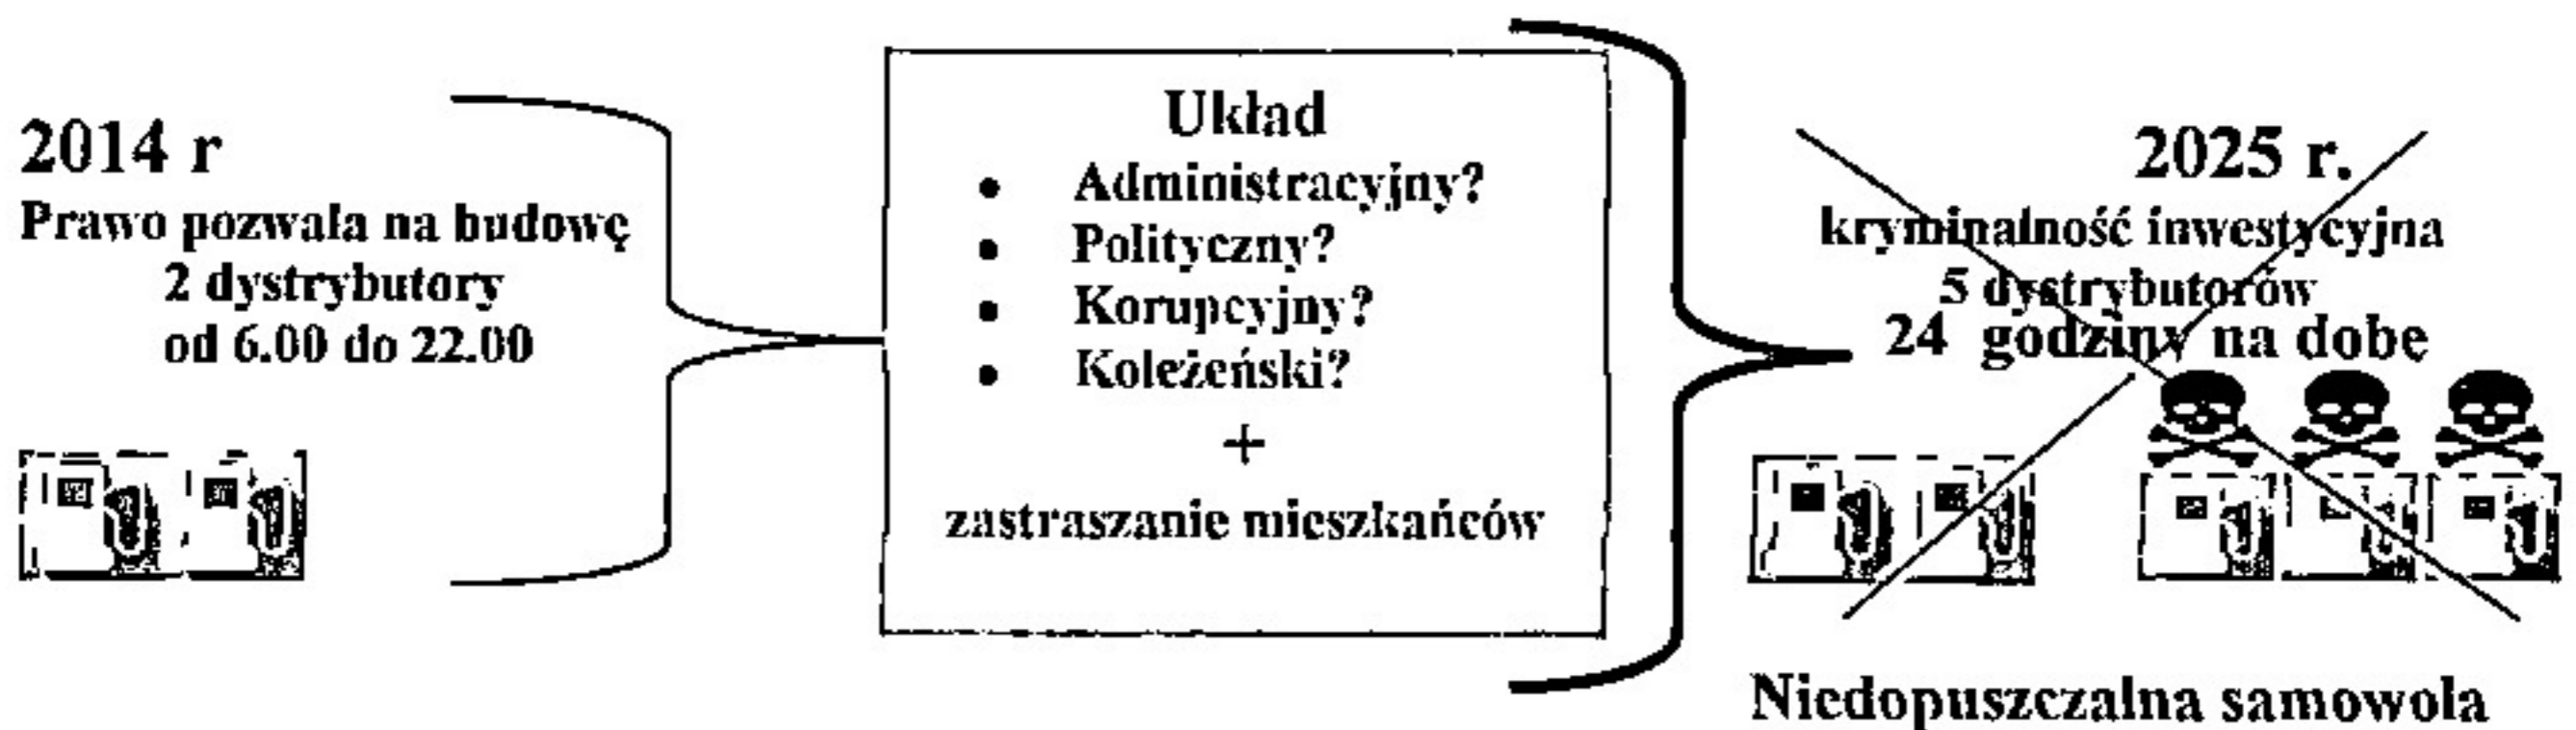 2014 r
Prawo pozwala na budowę
2 dystrybutory
od 6.00 do 22.00
Układ
• Administracyjny?
• Polityczny?
• Korupcyjny?
• Koleżeński?
+
zastraszanie mieszkańców
2025 r.
kryminalność inwestycyjna
5 dystrybutorów
24 godziny na dobę
Niedopuszczalna samowola